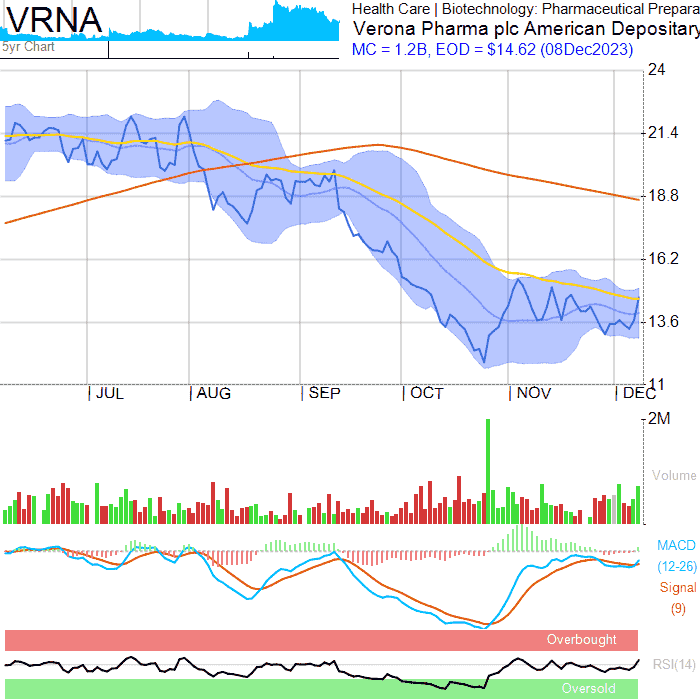 VRNA
5yr Chart
Health Care | Biotechnology: Pharmaceutical Prepara
Verona Pharma plc American Depositary
MC = 1.2B, EOD = $14.62 (08Dec2023)
24
21.4
18.8
16.2
13.6
11
JUL
AUG
SEP
OCT
NOV
DEC
2M
Volume
MACD
(12-26)
Signal
(9)
Overbought
RSI(14)
Oversold